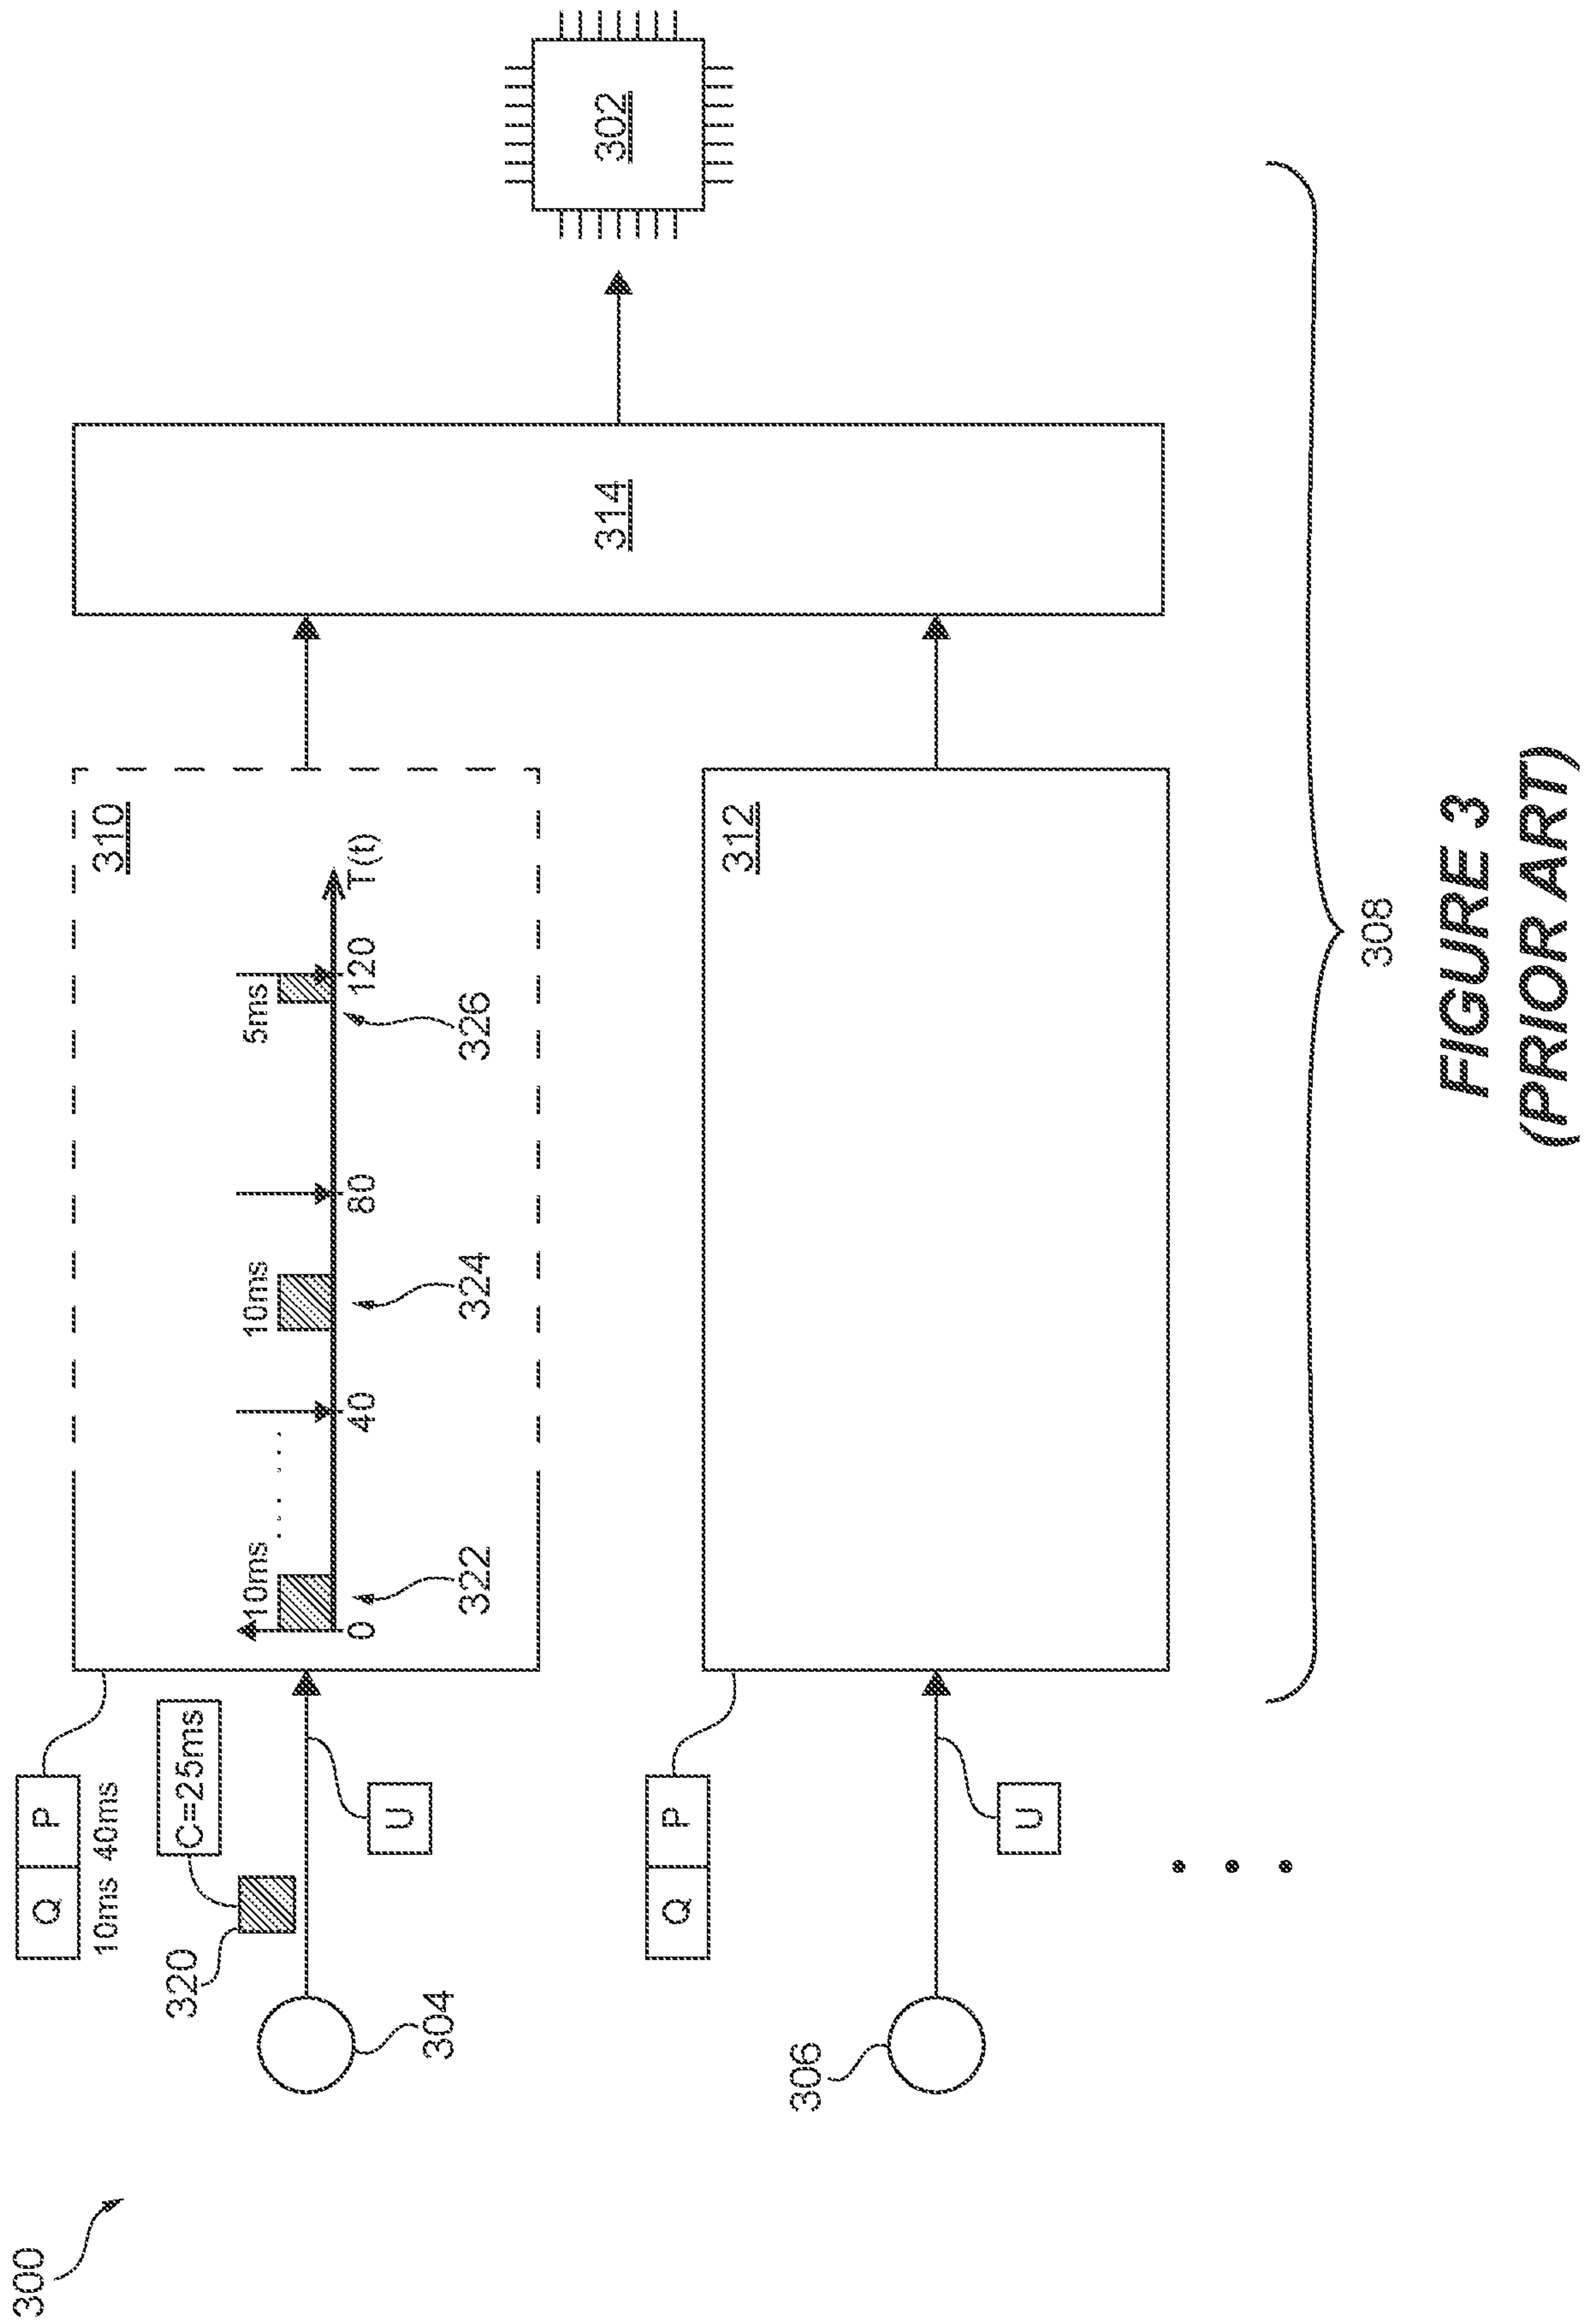 300
Q P
10ms 40ms
320
C=25ms
304
U
310
10ms
10ms
5ms
0
40
80
120
T(t)
322
324
326
314
302
Q P
306
U
312
308
FIGURE 3
(PRIOR ART)